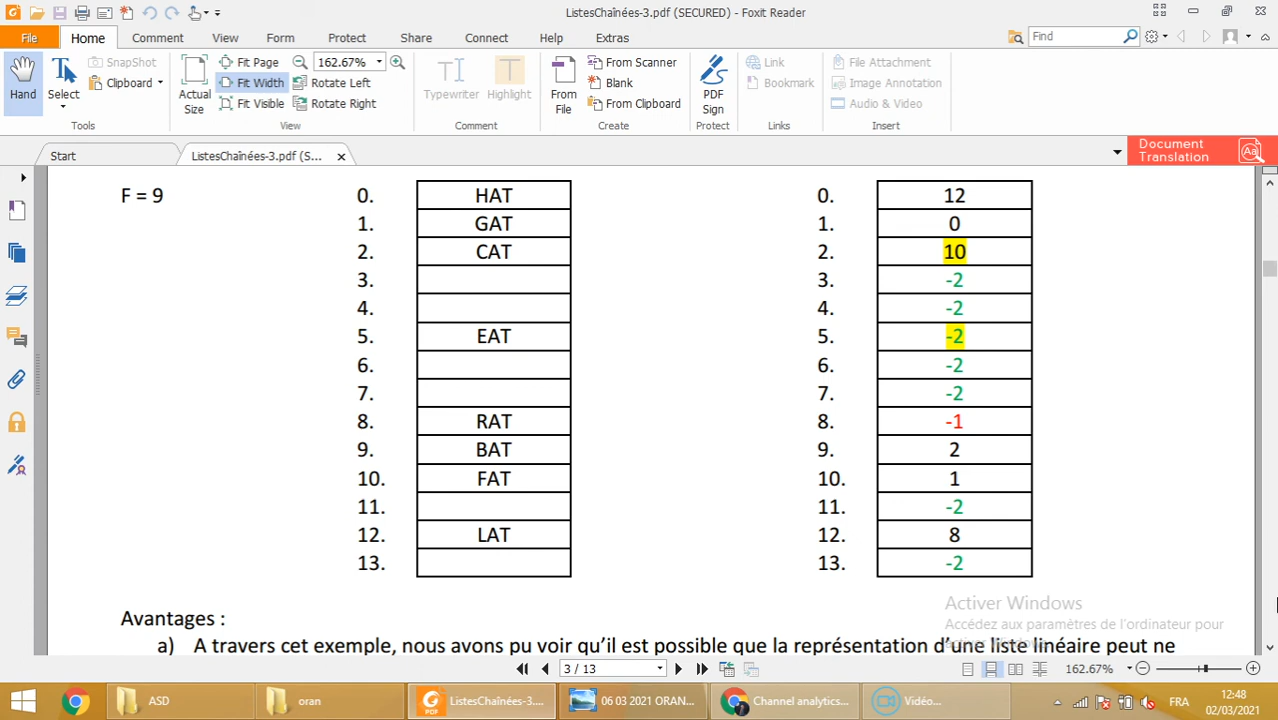 ListesChaînées-3.pdf (SECURED) - Foxit Reader
File Home Comment View Form Protect Share Connect Help Extras Find
Hand
Select
SnapShot
Clipboard
Tools
Actual
Size
Fit Page
Fit Width
Fit Visible
162.67%
Rotate Left
Rotate Right
View
Typewriter
Highlight
Comment
From
File
From Scanner
Blank
From Clipboard
Create
PDF
Sign
Protect
Link
Bookmark
Links
File Attachment
Image Annotation
Audio & Video
Insert
Start
ListesChaînées-3.pdf (S...
Document
Translation
F = 9
0. HAT 0. 12
1. GAT 1. 0
2. CAT 2. 10
3. 3. -2
4. 4. -2
5. EAT 5. -2
6. 6. -2
7. 7. -2
8. RAT 8. -1
9. BAT 9. 2
10. FAT 10. 1
11. 11. -2
12. LAT 12. 8
13. 13. -2
Avantages :
a) A travers cet exemple, nous avons pu voir qu'il est possible que la représentation d'une liste linéaire peut ne
Activer Windows
Accédez aux paramètres de l'ordinateur pour
activer Windows.
3 / 13
162.67%
ASD
oran
ListesChaînées-3....
06 03 2021 ORAN...
Channel analytics...
Vidéo...
FRA
12:48
02/03/2021